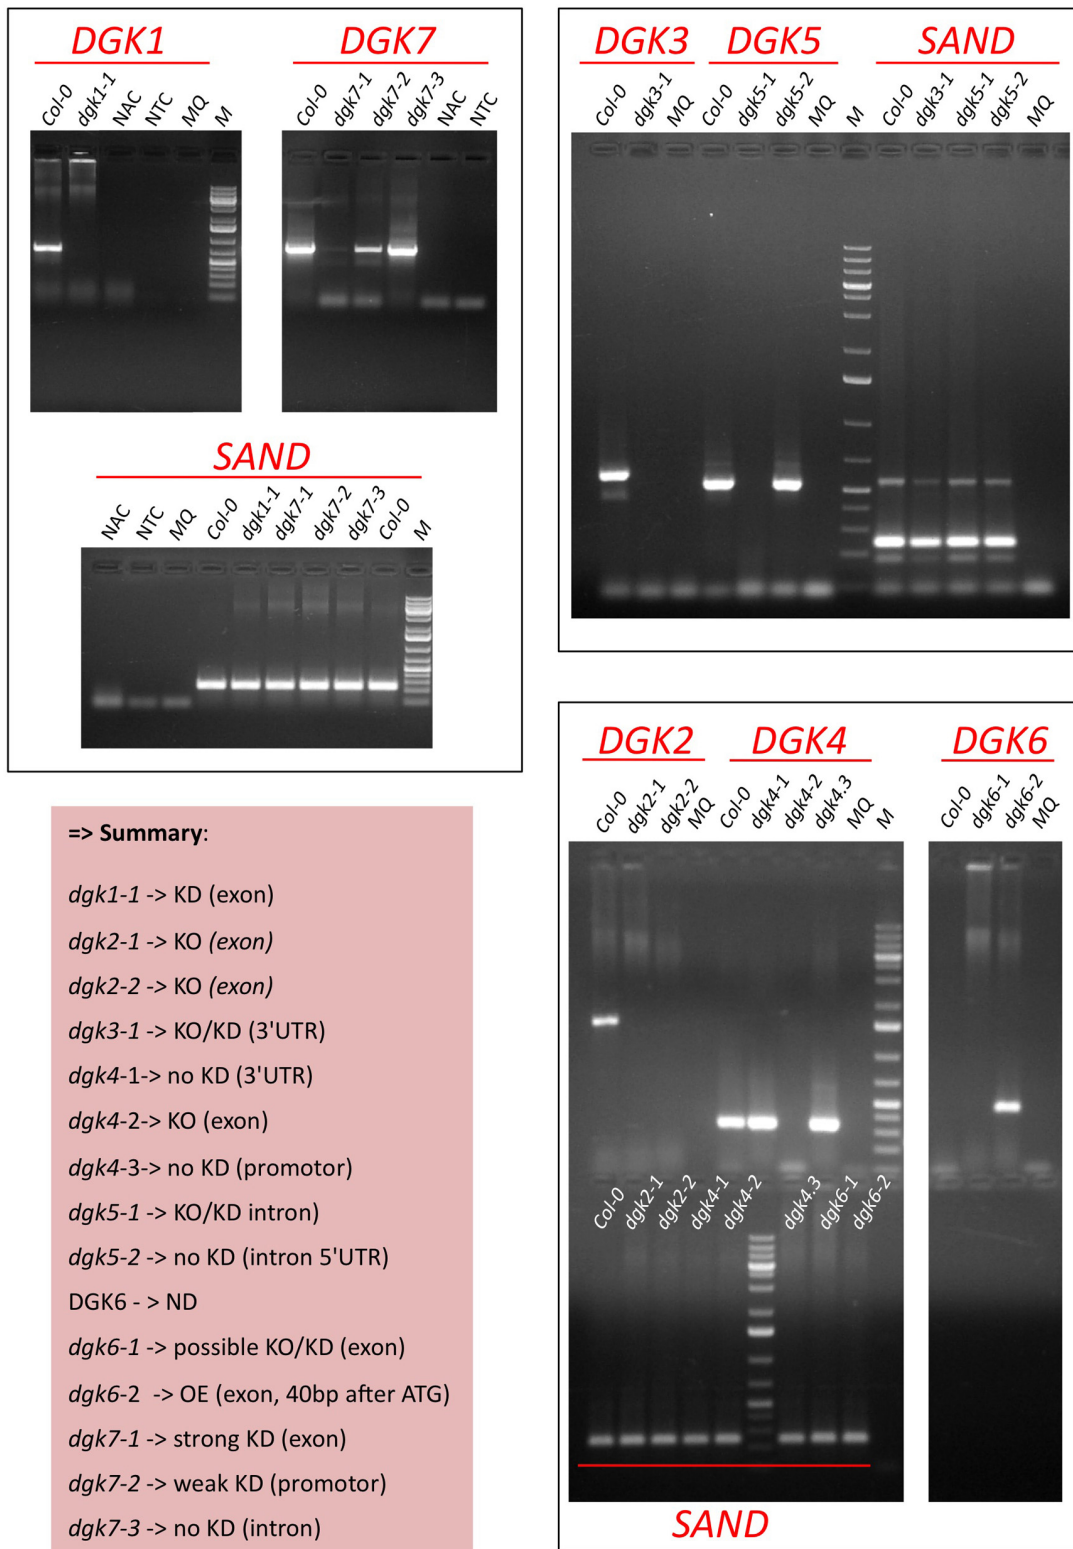 DGK1 DGK7
Col-0 dgk1-1 NAC NTC MQ M
Col-0 dgk7-1 dgk7-2 dgk7-3 NAC NTC
SAND
NAC NTC MQ Col-0 dgk1-1 dgk7-1 dgk7-2 dgk7-3 Col-0 M
DGK3 DGK5 SAND
Col-0 dgk3-1 MQ Col-0 dgk5-1 dgk5-2 MQ M Col-0 dgk3-1 dgk5-1 dgk5-2 MQ
DGK2 DGK4 DGK6
Col-0 dgk2-1 dgk2-2 MQ Col-0 dgk4-1 dgk4-2 dgk4.3 MQ M
Col-0 dgk6-1 dgk6-2 MQ
Col-0 dgk2-1 dgk2-2 dgk4-1 dgk4-2 dgk4.3 dgk6-1 dgk6-2
SAND
=> Summary:
dgk1-1 -> KD (exon)
dgk2-1 -> KO (exon)
dgk2-2 -> KO (exon)
dgk3-1 -> KO/KD (3'UTR)
dgk4-1-> no KD (3'UTR)
dgk4-2-> KO (exon)
dgk4-3-> no KD (promotor)
dgk5-1 -> KO/KD intron)
dgk5-2 -> no KD (intron 5'UTR)
DGK6 - > ND
dgk6-1 -> possible KO/KD (exon)
dgk6-2 -> OE (exon, 40bp after ATG)
dgk7-1 -> strong KD (exon)
dgk7-2 -> weak KD (promotor)
dgk7-3 -> no KD (intron)